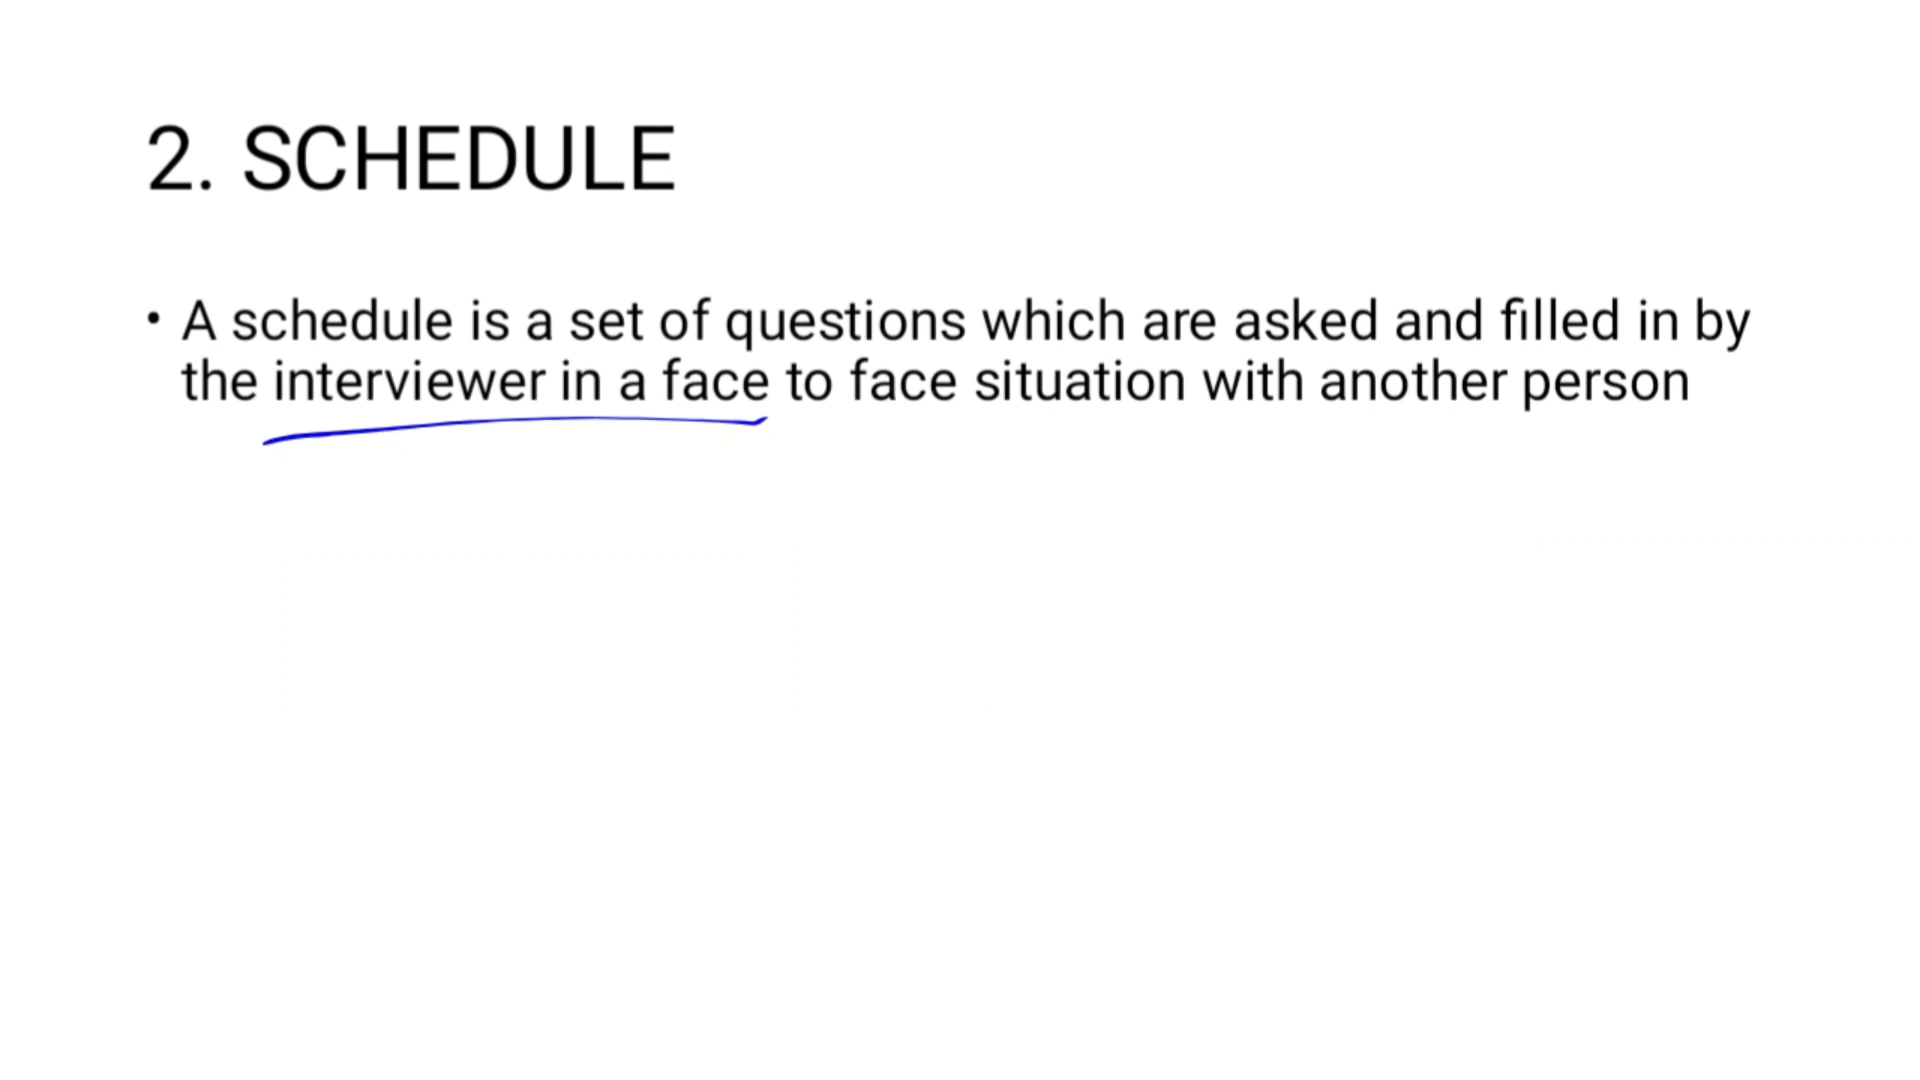 2. SCHEDULE
• A schedule is a set of questions which are asked and filled in by
the interviewer in a face to face situation with another person